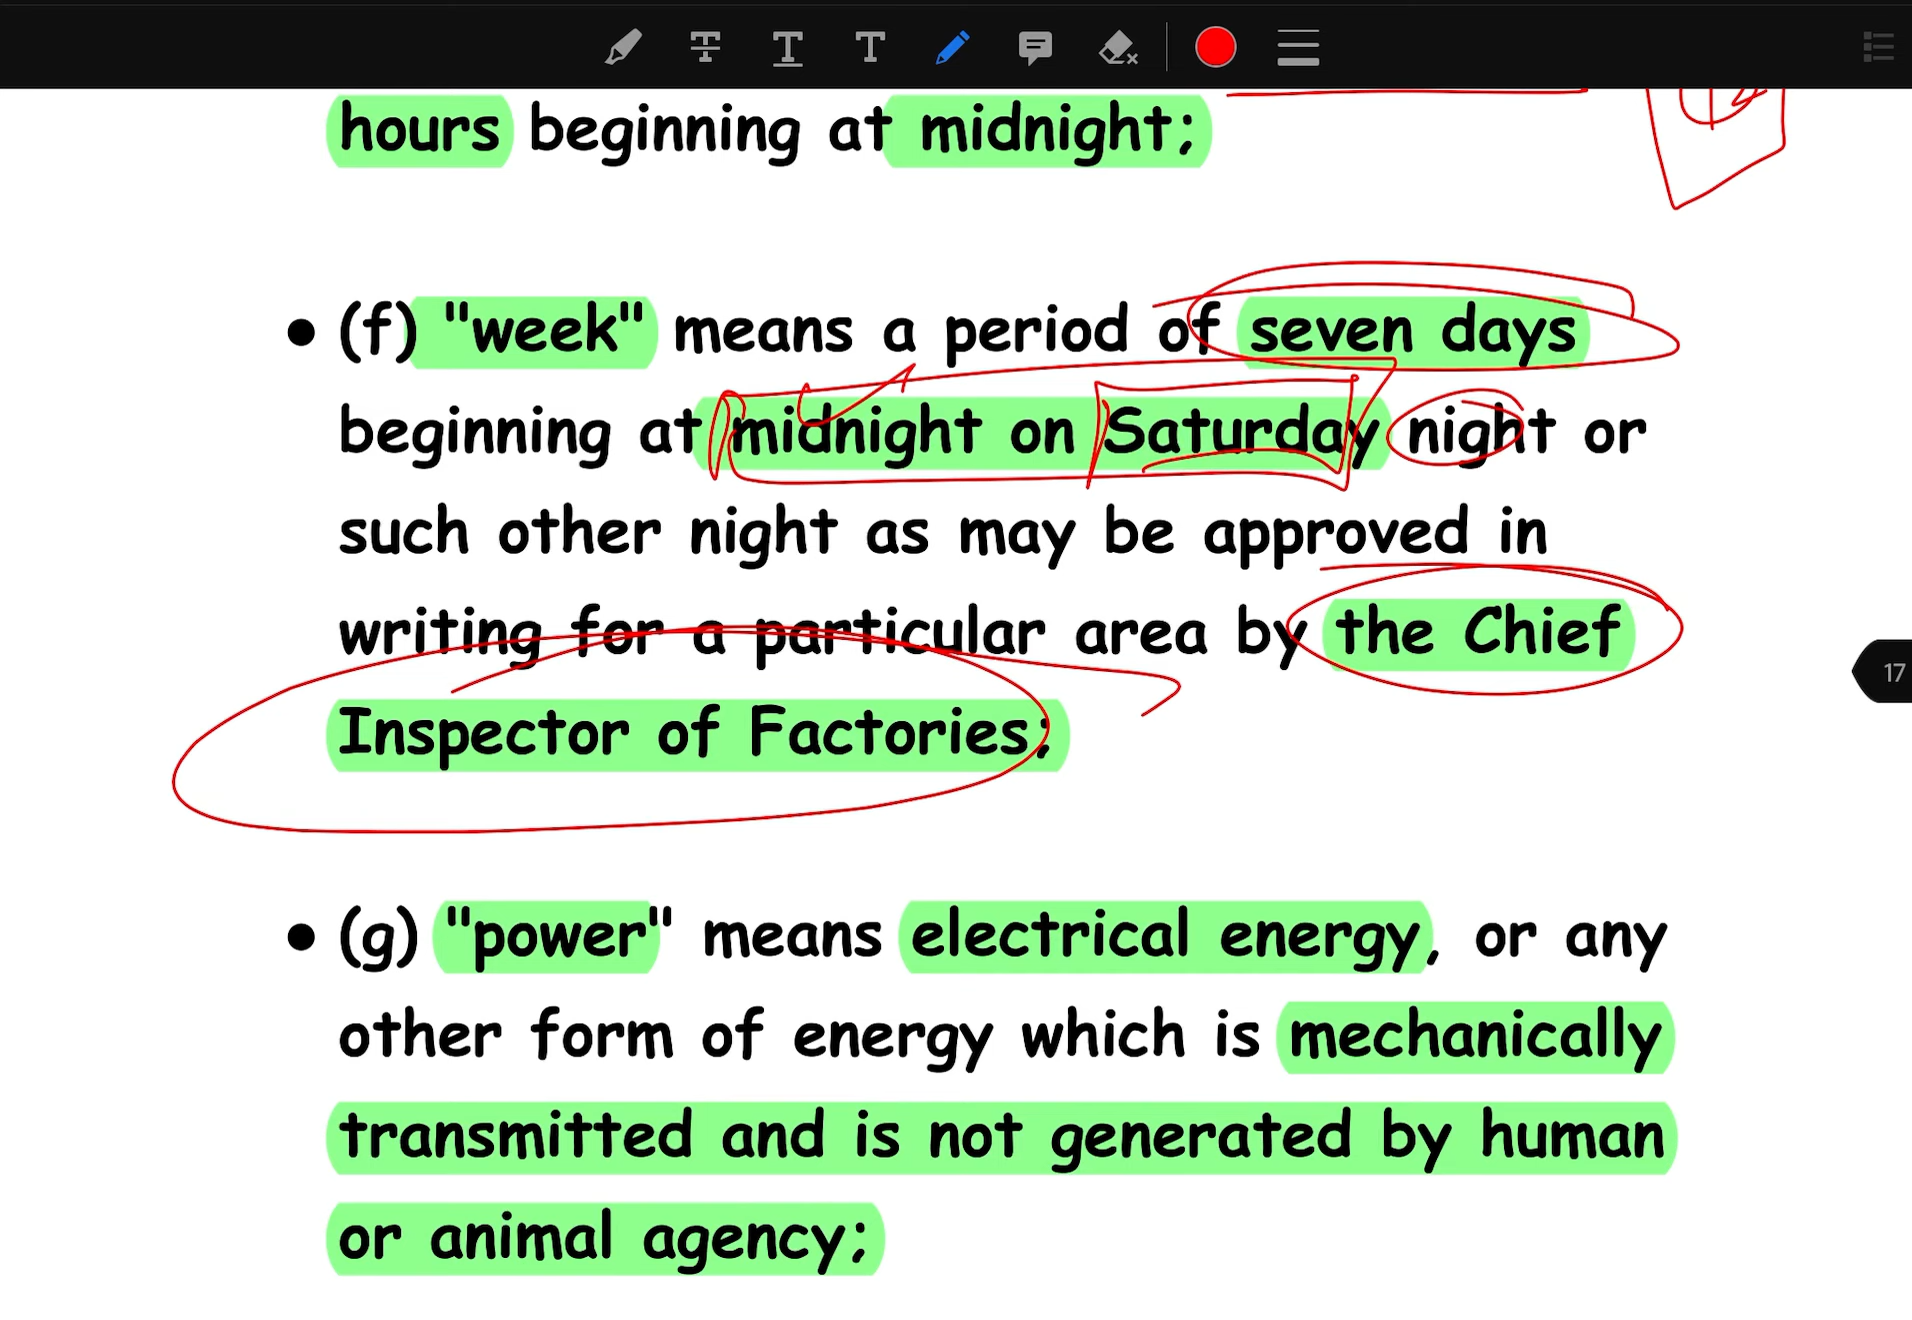 hours beginning at midnight;
• (f) "week" means a period of seven days
beginning at midnight on Saturday night or
such other night as may be approved in
writing for a particular area by the Chief
Inspector of Factories;
17
• (g) "power" means electrical energy, or any
other form of energy which is mechanically
transmitted and is not generated by human
or animal agency;